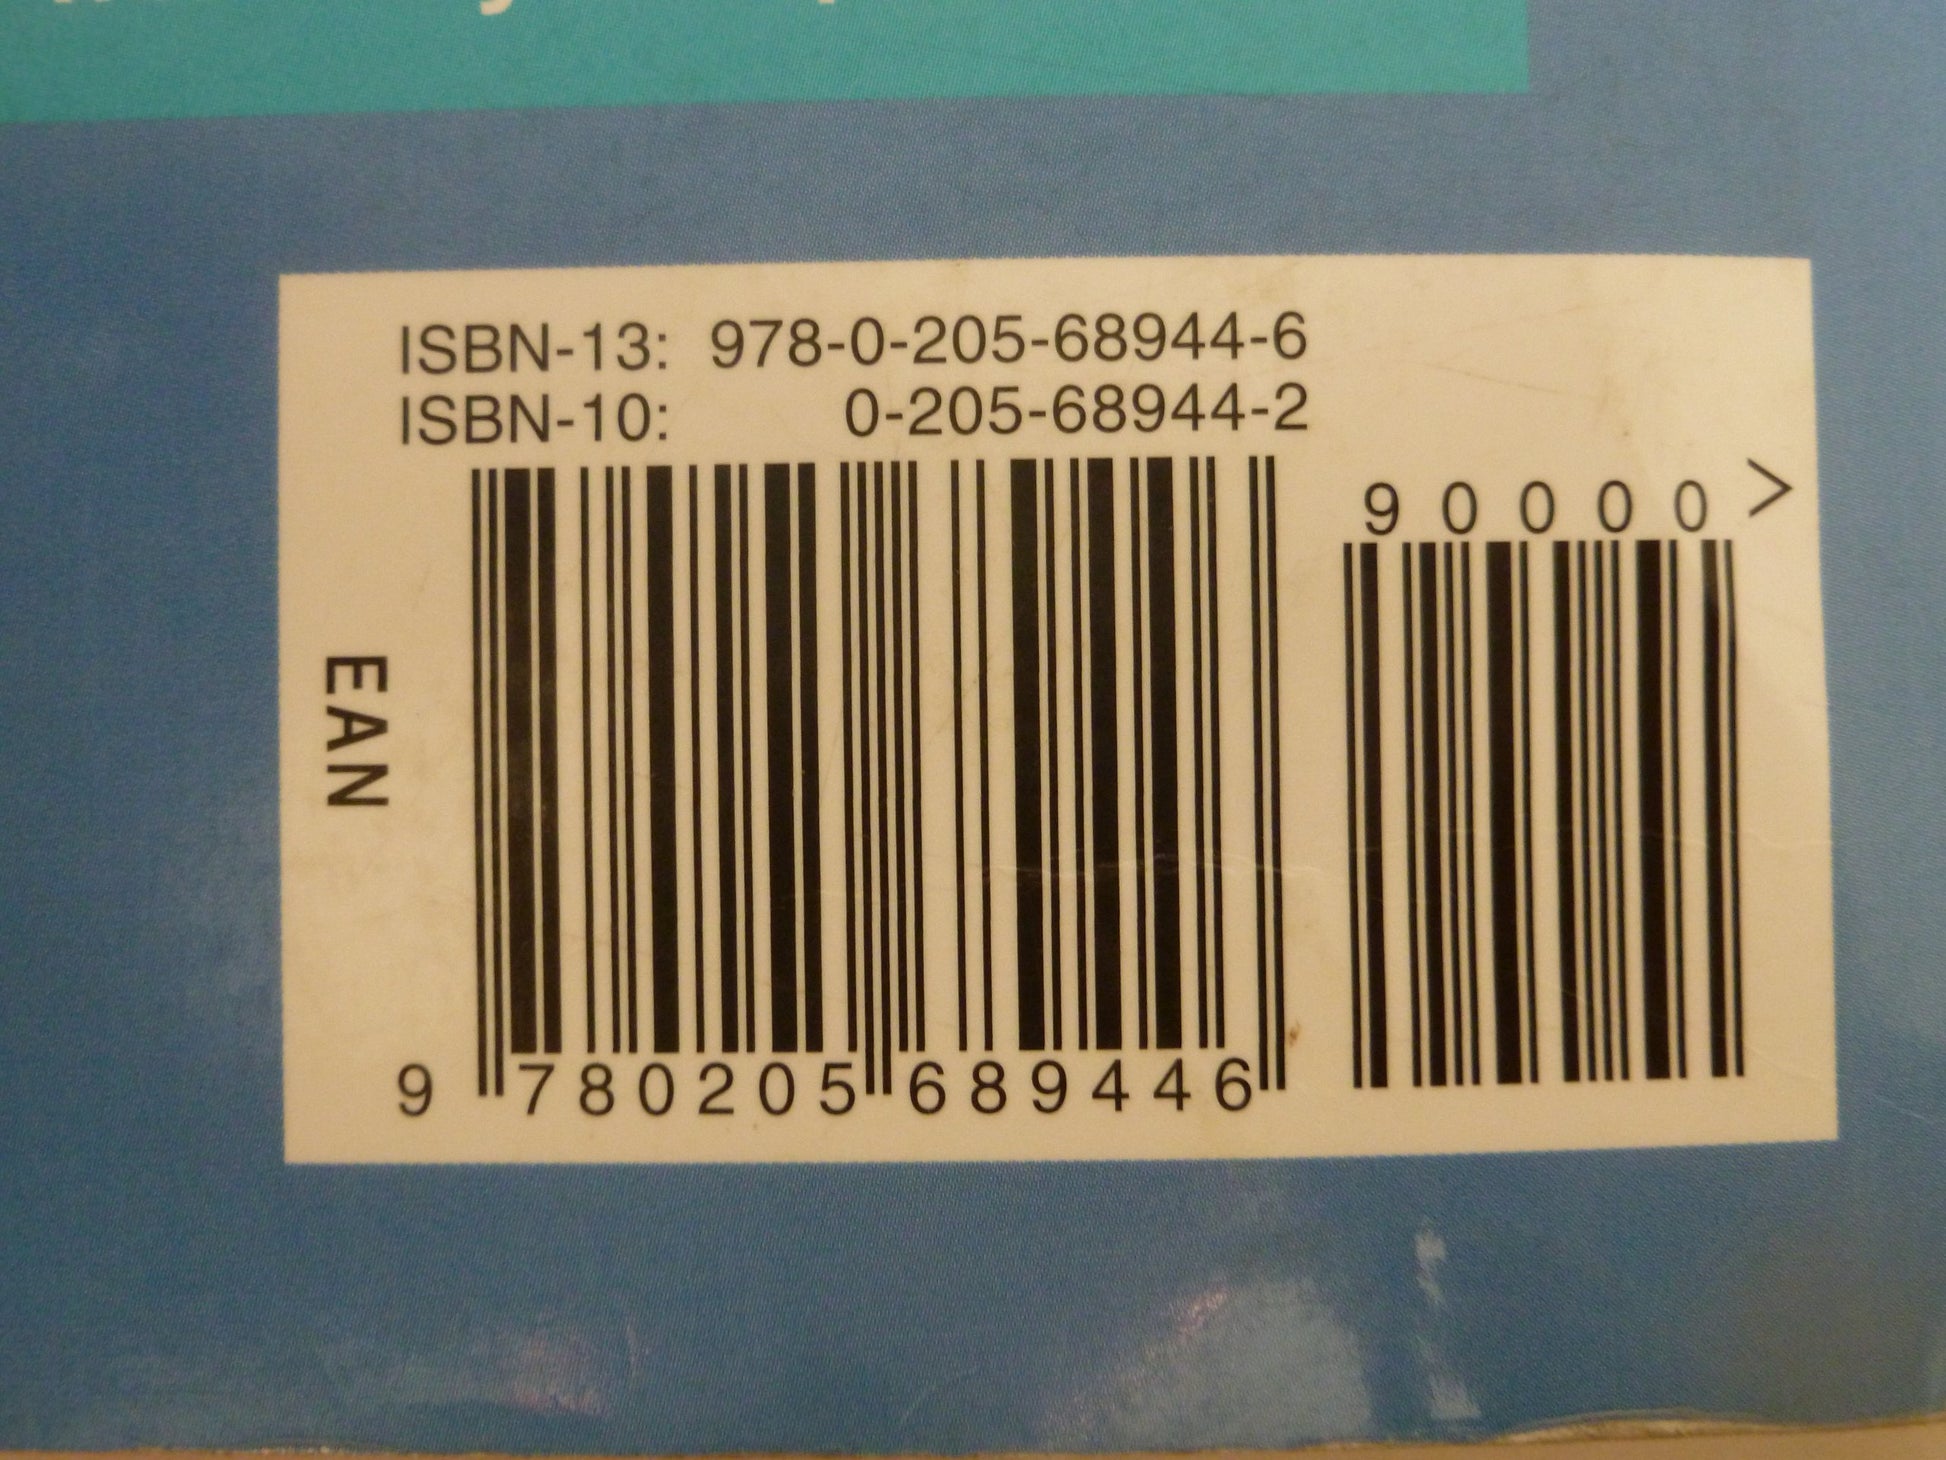 ISBN-13: 978-0-205-68944-6
ISBN-10: 0-205-68944-2
90000>
EAN
9 780205 689446